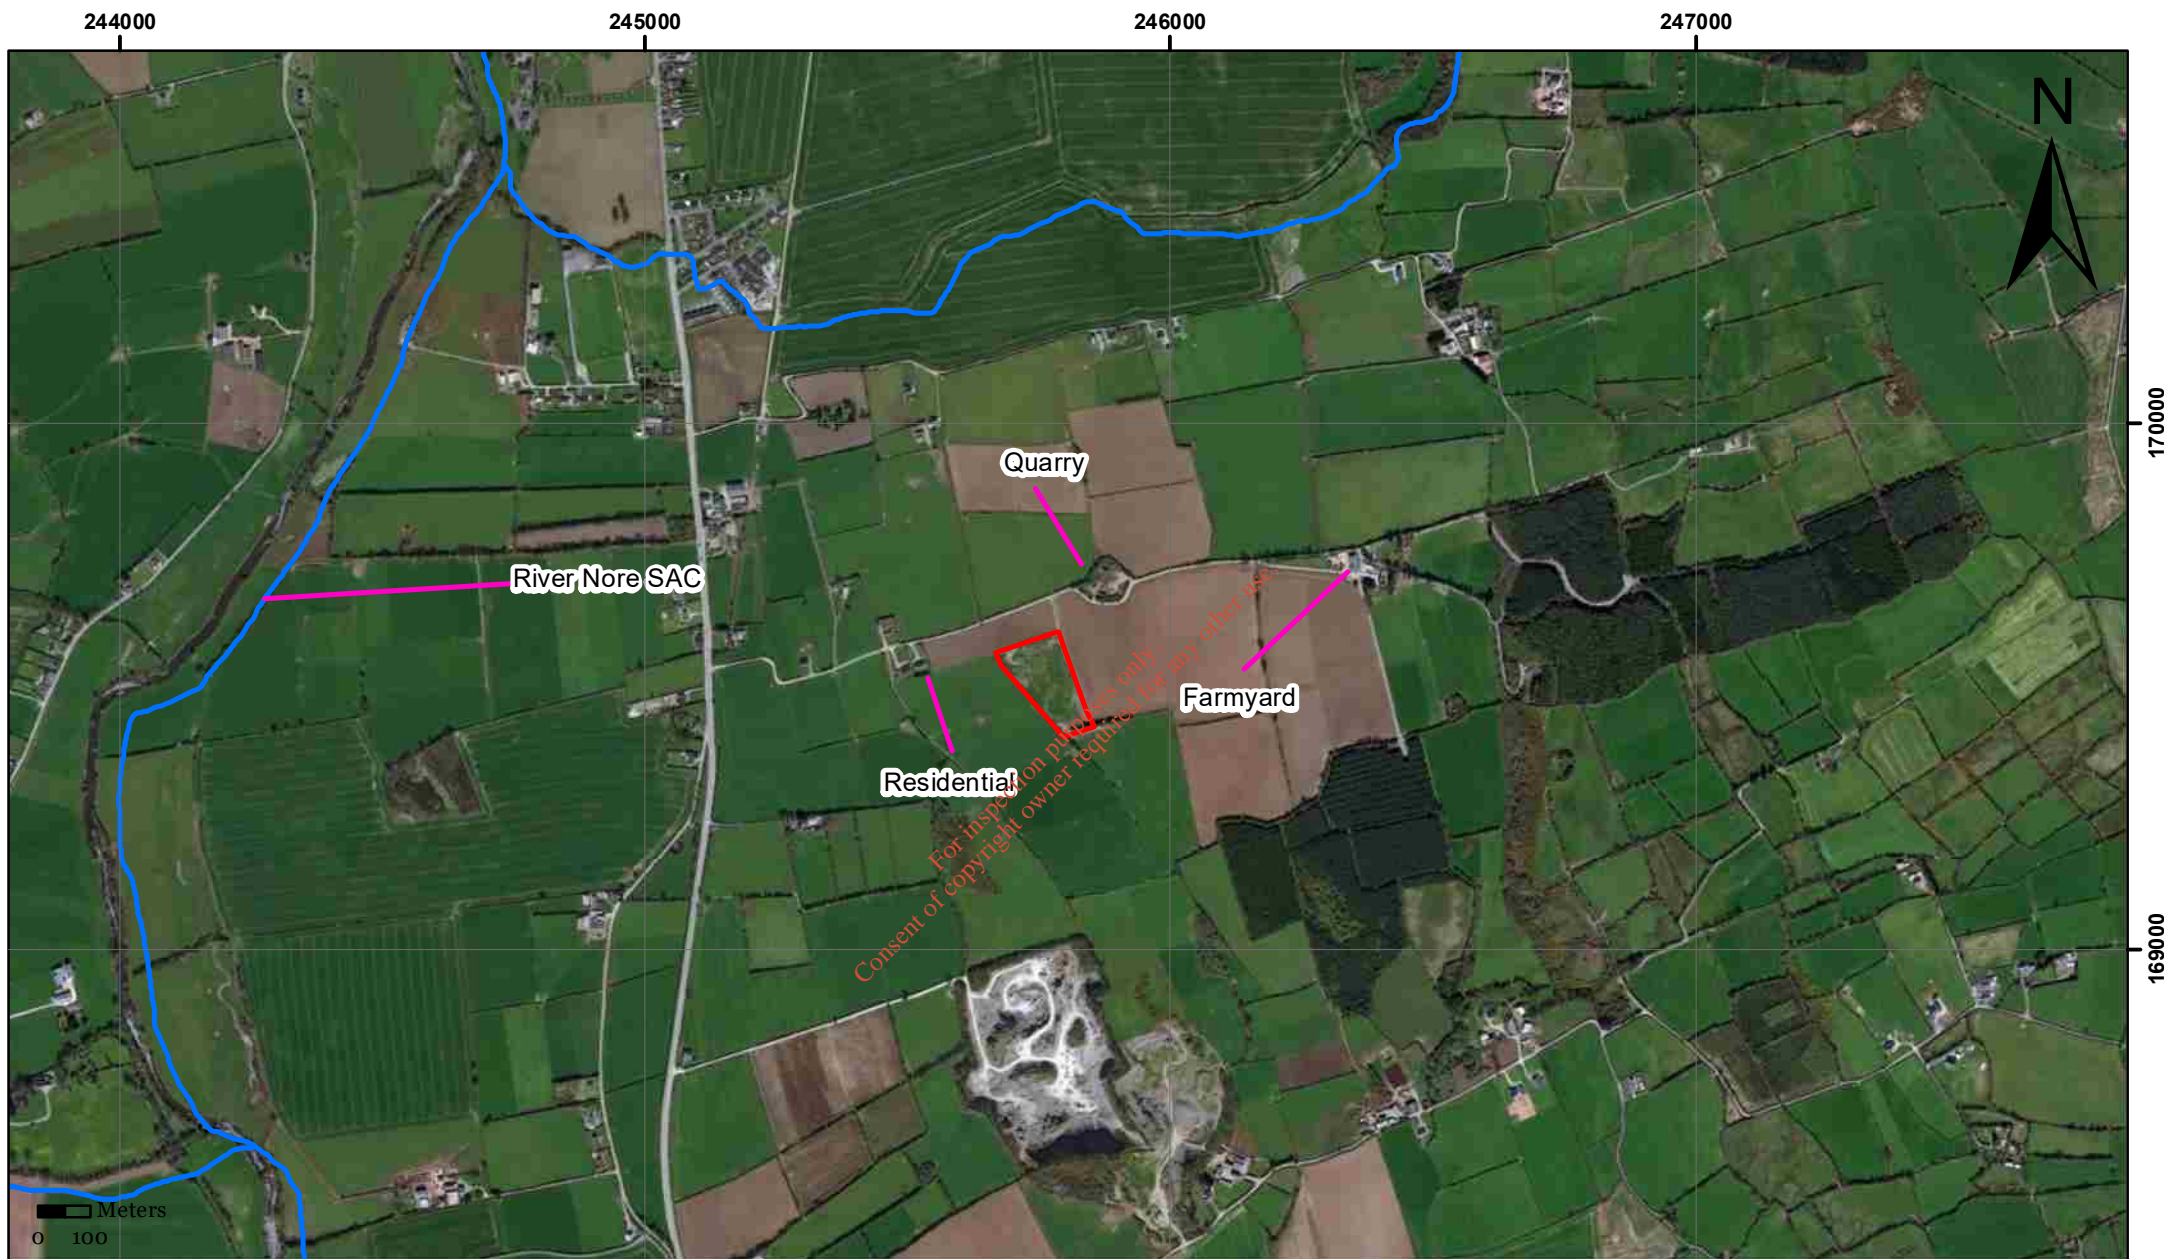 244000
245000
246000
247000
N
170000
Quarry
River Nore SAC
Farmyard
Residential
For inspection purposes only.
Consent of copyright owner required for any other use.
169000
Meters
0 100